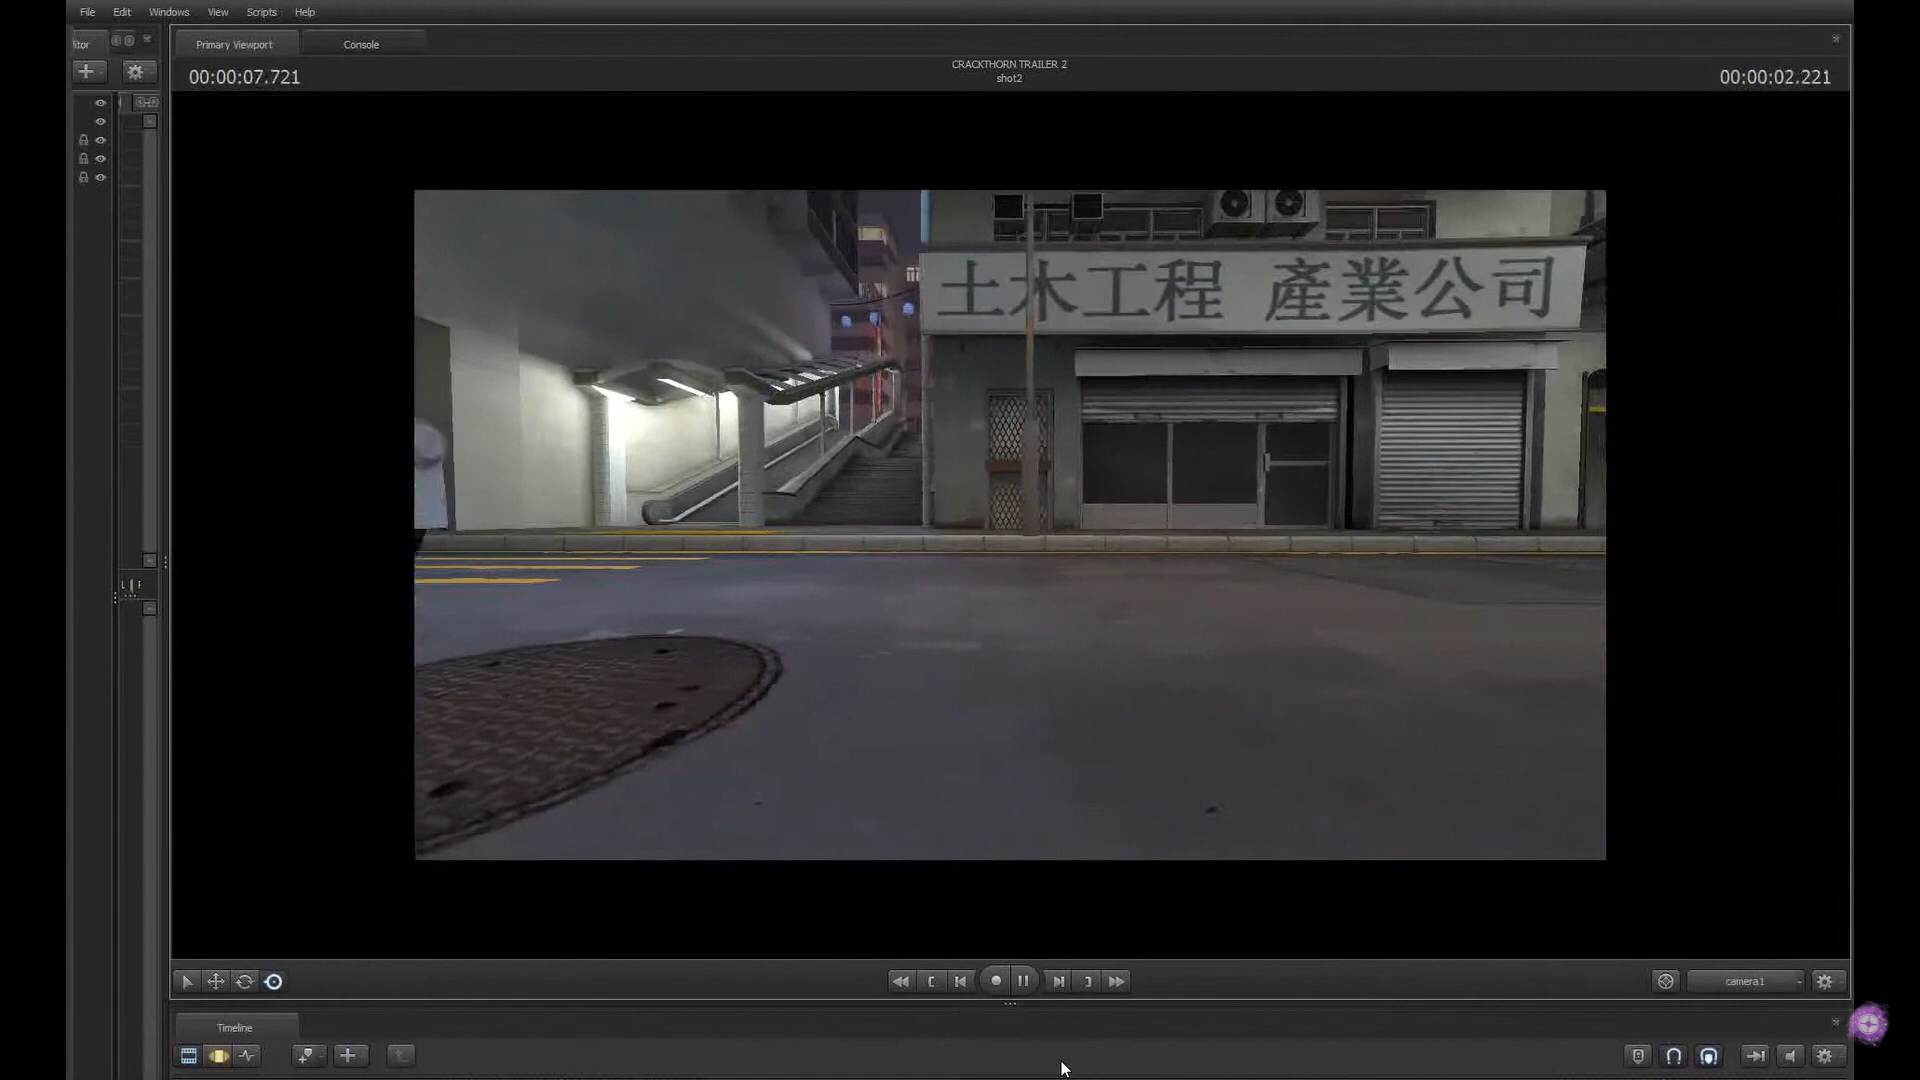 File Edit Windows View Scripts Help
itor
Primary Viewport Console
00:00:07.721
CRACKTHORN TRAILER 2
shot2
00:00:02.221
土木工程 產業公司
L F
camera1
Timeline